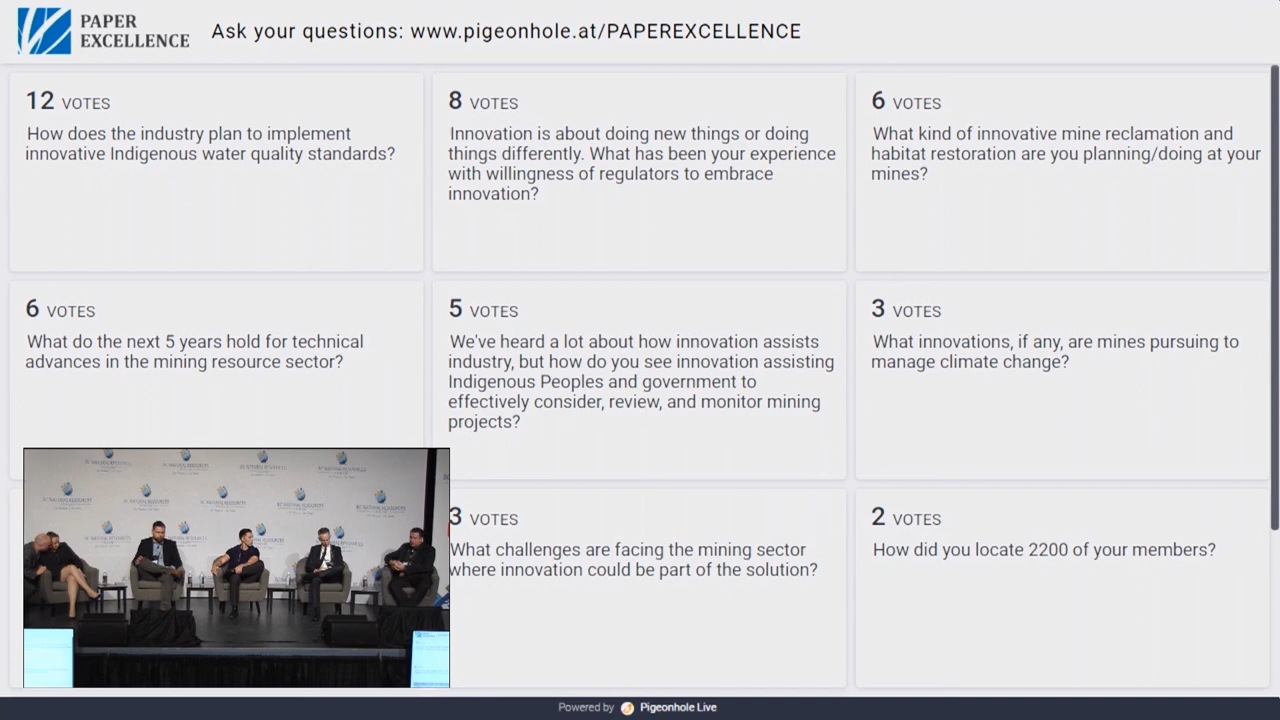 PAPER
EXCELLENCE
Ask your questions: www.pigeonhole.at/PAPEREXCELLENCE
12 VOTES
How does the industry plan to implement
innovative Indigenous water quality standards?
8 VOTES
Innovation is about doing new things or doing
things differently. What has been your experience
with willingness of regulators to embrace
innovation?
6 VOTES
What kind of innovative mine reclamation and
habitat restoration are you planning/doing at your
mines?
6 VOTES
What do the next 5 years hold for technical
advances in the mining resource sector?
5 VOTES
We've heard a lot about how innovation assists
industry, but how do you see innovation assisting
Indigenous Peoples and government to
effectively consider, review, and monitor mining
projects?
3 VOTES
What innovations, if any, are mines pursuing to
manage climate change?
BC NATURAL RESOURCES
3 VOTES
What challenges are facing the mining sector
where innovation could be part of the solution?
2 VOTES
How did you locate 2200 of your members?
Powered by Pigeonhole Live